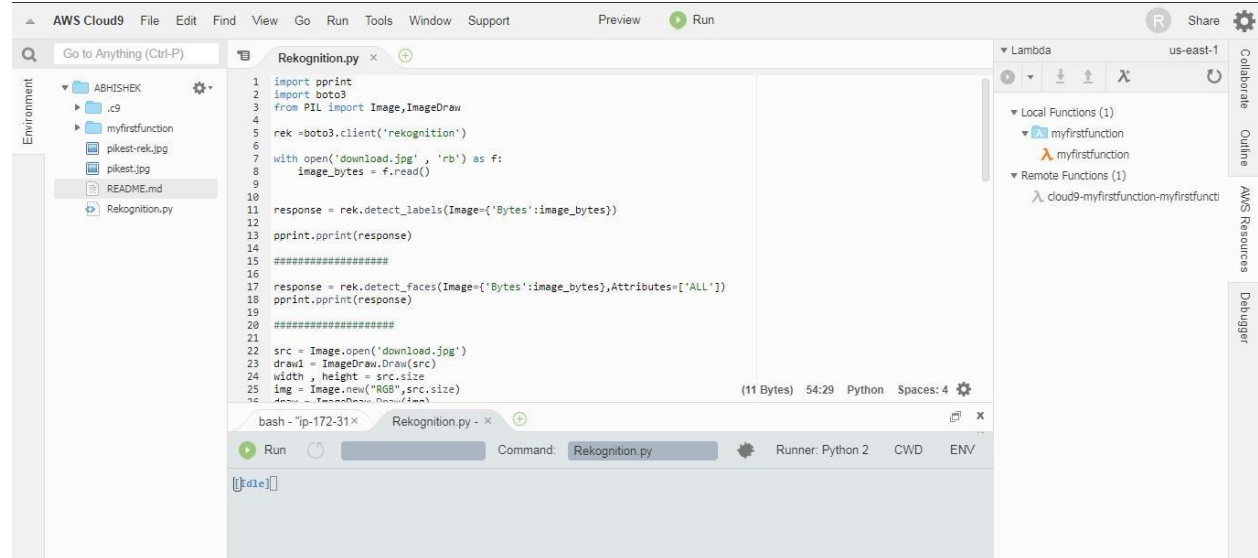 AWS Cloud9 File Edit Find View Go Run Tools Window Support Preview Run R Share
Go to Anything (Ctrl-P)
Environment
ABHISHEK
.c9
myfirstfunction
pikest-rek.jpg
pikest.jpg
README.md
Rekognition.py
Rekognition.py ×
1 import pprint
2 import boto3
3 from PIL import Image,ImageDraw
4
5 rek =boto3.client('rekognition')
6
7 with open('download.jpg' , 'rb') as f:
8     image_bytes = f.read()
9
10
11 response = rek.detect_labels(Image={'Bytes':image_bytes})
12
13 pprint.pprint(response)
14
15 ###################
16
17 response = rek.detect_faces(Image={'Bytes':image_bytes},Attributes=['ALL'])
18 pprint.pprint(response)
19
20 ####################
21
22 src = Image.open('download.jpg')
23 draw1 = ImageDraw.Draw(src)
24 width , height = src.size
25 img = Image.new("RGB",src.size)
26 draw = ImageDraw.Draw(img)
(11 Bytes) 54:29 Python Spaces: 4
bash - "ip-172-31 × Rekognition.py - ×
Run Command: Rekognition.py Runner: Python 2 CWD ENV
[Idle]
Lambda us-east-1
Local Functions (1)
myfirstfunction
myfirstfunction
Remote Functions (1)
cloud9-myfirstfunction-myfirstfuncti
Collaborate
Outline
AWS Resources
Debugger